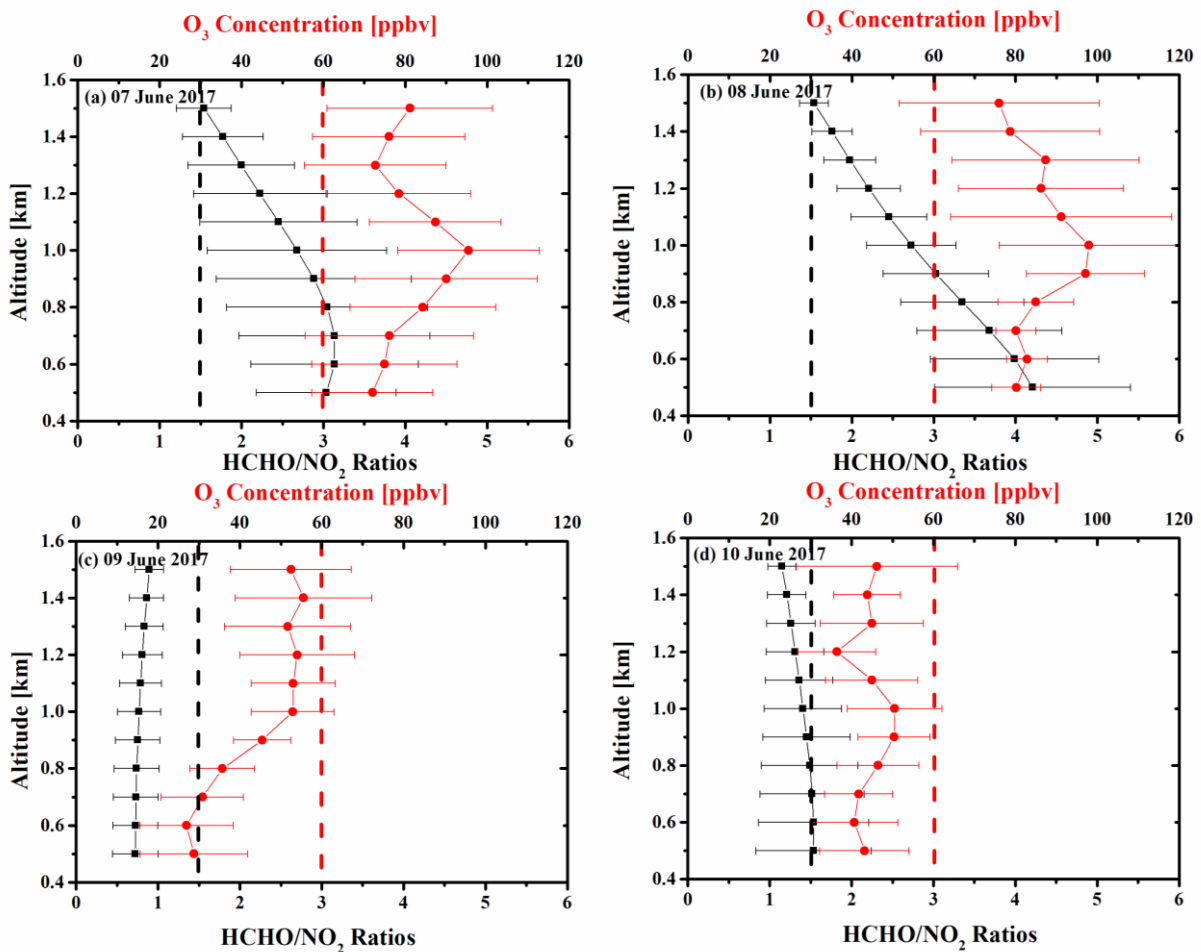 O₃ Concentration [ppbv]
0 20 40 60 80 100 120
1.6
1.4
1.2
1.0
0.8
0.6
0.4
Altitude [km]
(a) 07 June 2017
0 1 2 3 4 5 6
HCHO/NO₂ Ratios
O₃ Concentration [ppbv]
0 20 40 60 80 100 120
1.6
1.4
1.2
1.0
0.8
0.6
0.4
Altitude [km]
(b) 08 June 2017
0 1 2 3 4 5 6
HCHO/NO₂ Ratios
O₃ Concentration [ppbv]
0 20 40 60 80 100 120
1.6
1.4
1.2
1.0
0.8
0.6
0.4
Altitude [km]
(c) 09 June 2017
0 1 2 3 4 5 6
HCHO/NO₂ Ratios
O₃ Concentration [ppbv]
0 20 40 60 80 100 120
1.6
1.4
1.2
1.0
0.8
0.6
0.4
Altitude [km]
(d) 10 June 2017
0 1 2 3 4 5 6
HCHO/NO₂ Ratios